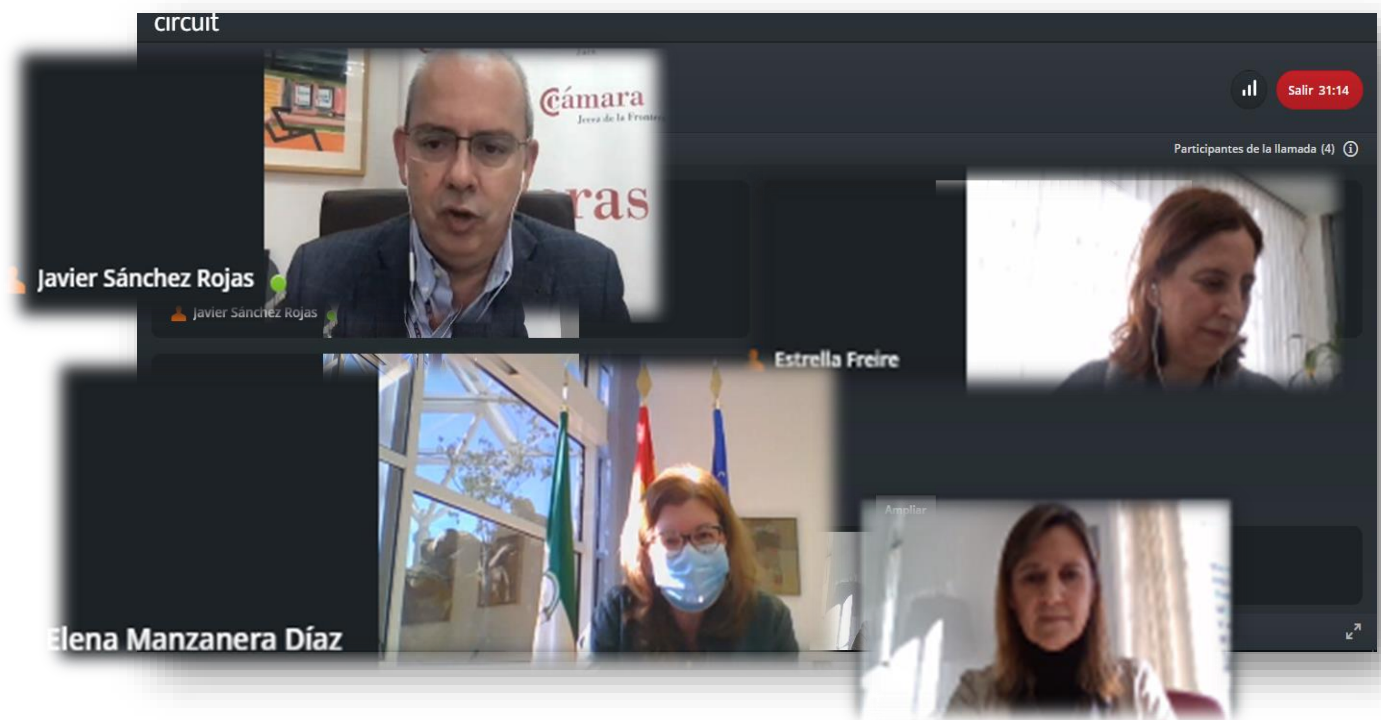 circuit
Salir 31:14
Participantes de la llamada (4)
Cámara
Jerez de la Fronter
ras
Javier Sánchez Rojas
Javier Sánchez Rojas
Estrella Freire
Ampliar
Elena Manzanera Díaz